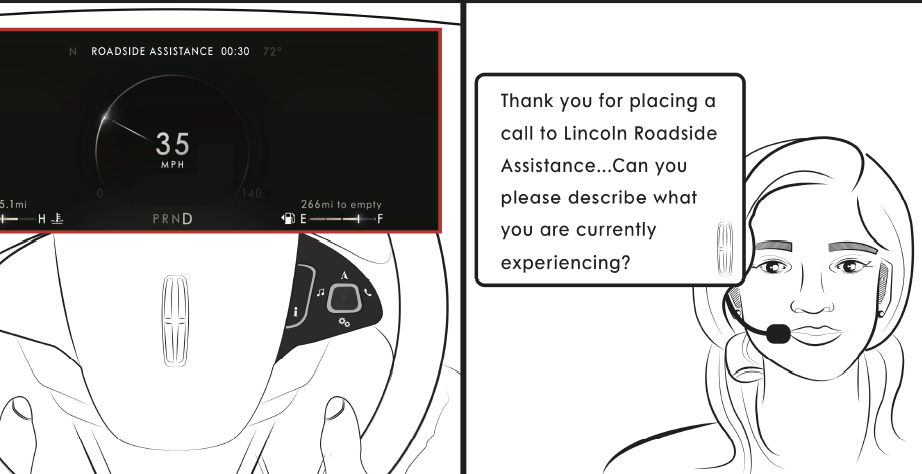 N ROADSIDE ASSISTANCE 00:30 72°
35
MPH
0 140
5.1mi 266mi to empty
H E F
PRND
Thank you for placing a
call to Lincoln Roadside
Assistance...Can you
please describe what
you are currently
experiencing?